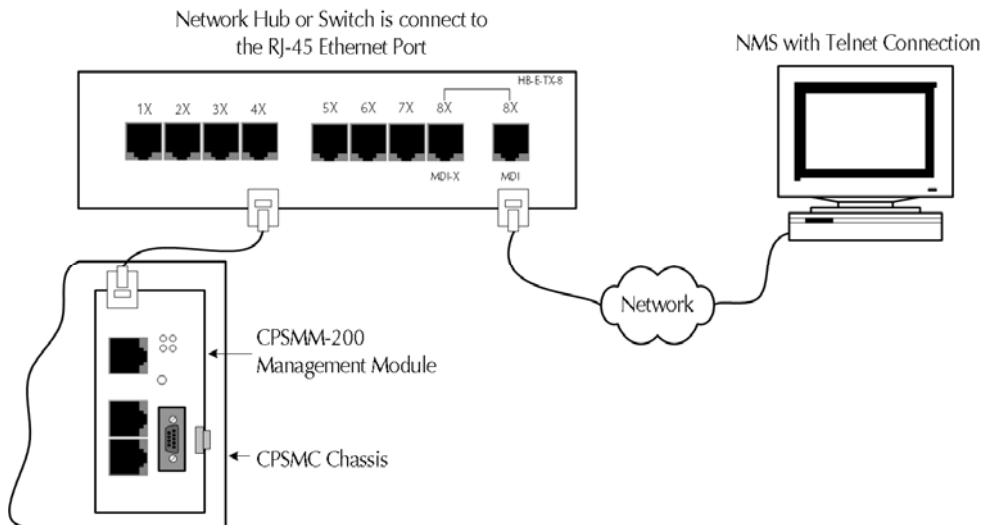 Network Hub or Switch is connect to
the RJ-45 Ethernet Port
NMS with Telnet Connection
HB-E-TX-8
1X 2X 3X 4X 5X 6X 7X 8X 8X
MDI-X MDI
Network
CPSMM-200
Management Module
CPSMC Chassis